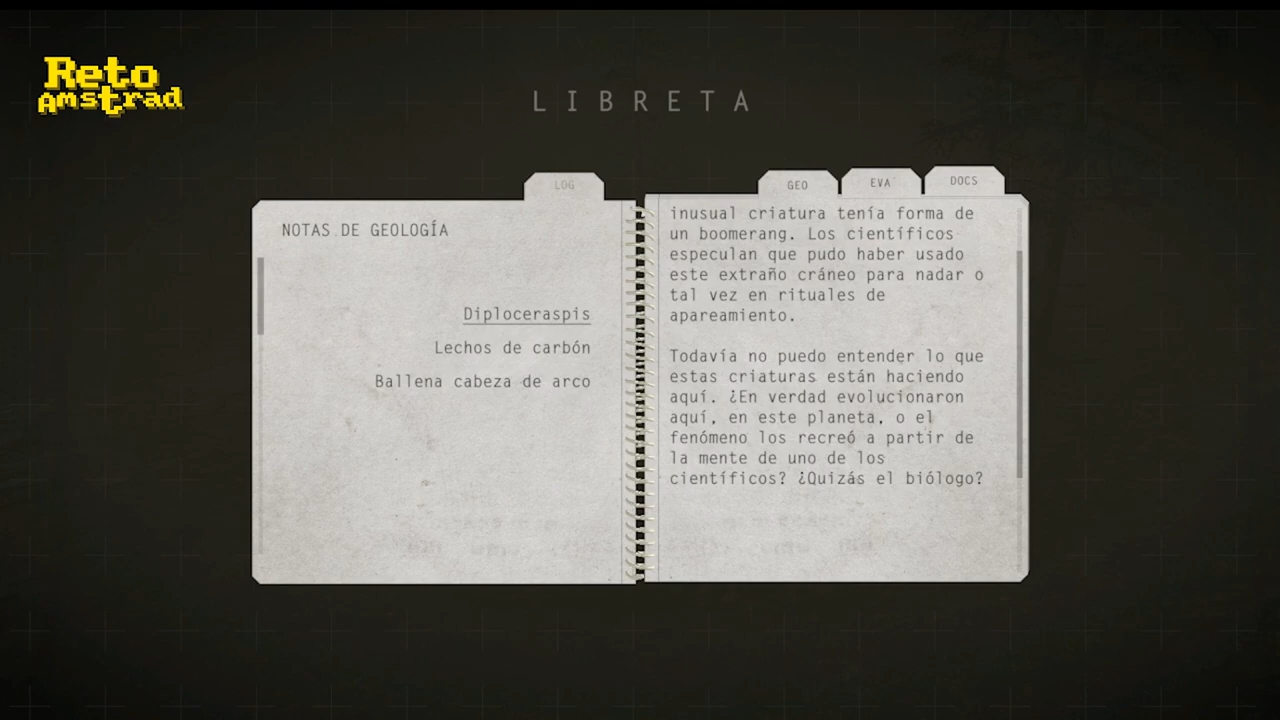 Reto
Amstrad
LIBRETA
LOG
GEO
EVA
DOCS
NOTAS DE GEOLOGÍA
Diploceraspis
Lechos de carbón
Ballena cabeza de arco
inusual criatura tenía forma de
un boomerang. Los científicos
especulan que pudo haber usado
este extraño cráneo para nadar o
tal vez en rituales de
apareamiento.
Todavía no puedo entender lo que
estas criaturas están haciendo
aquí. ¿En verdad evolucionaron
aquí, en este planeta, o el
fenómeno los recreó a partir de
la mente de uno de los
científicos? ¿Quizás el biólogo?